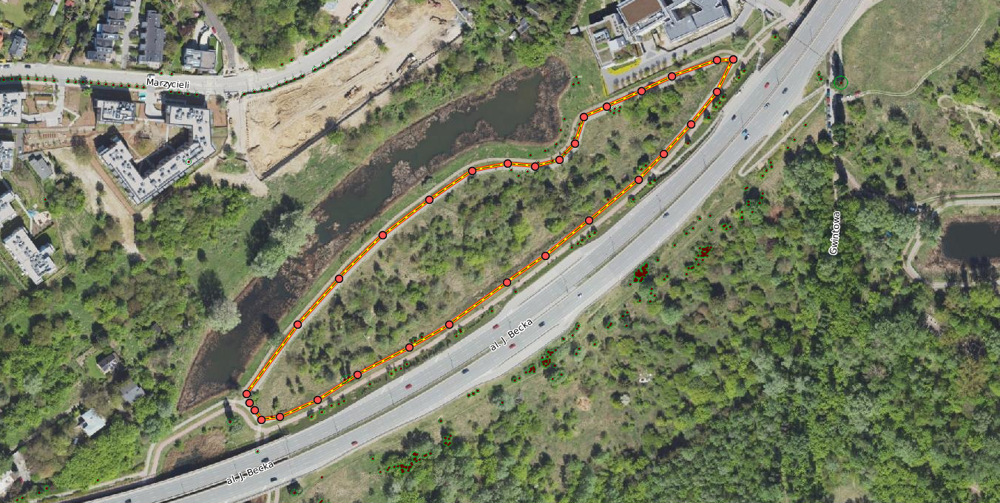 Marzycieli
Gwintowa
al. J. Becka
al. J. Becka